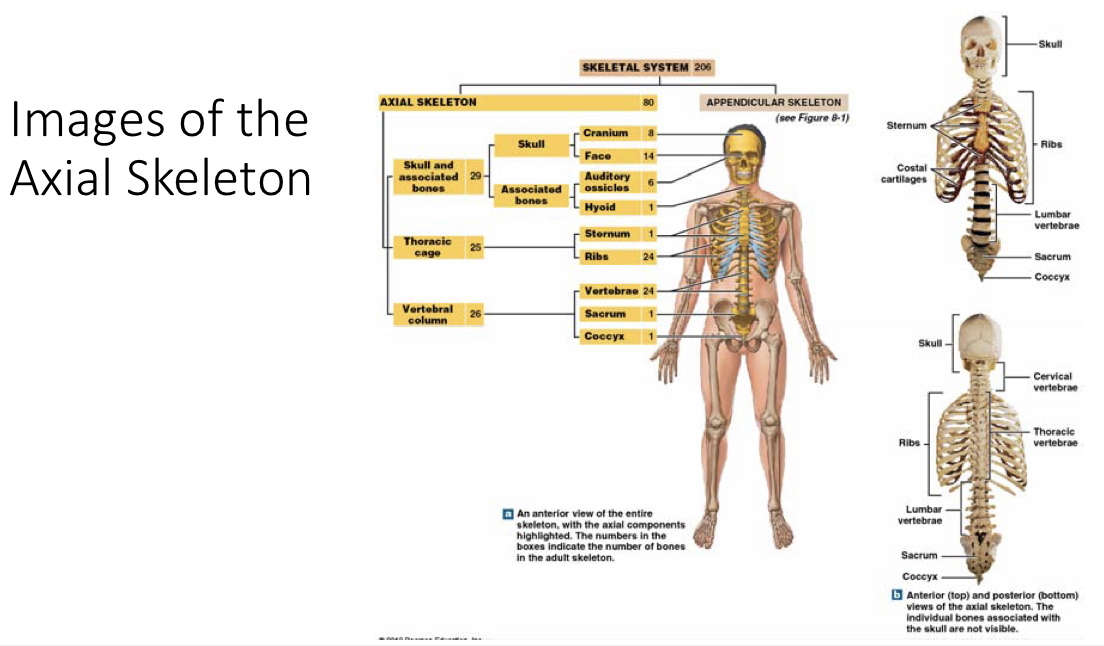 Images of the
Axial Skeleton
SKELETAL SYSTEM 206
AXIAL SKELETON 80
APPENDICULAR SKELETON
(see Figure 8-1)
Skull and
associated
bones
29
Skull
Cranium 8
Face 14
Associated
bones
Auditory
ossicles
6
Hyoid 1
Thoracic
cage
25
Sternum 1
Ribs 24
Vertebral
column
26
Vertebrae 24
Sacrum 1
Coccyx 1
a An anterior view of the entire
skeleton, with the axial components
highlighted. The numbers in the
boxes indicate the number of bones
in the adult skeleton.
Skull
Sternum
Ribs
Costal
cartilages
Lumbar
vertebrae
Sacrum
Coccyx
Skull
Cervical
vertebrae
Ribs
Thoracic
vertebrae
Lumbar
vertebrae
Sacrum
Coccyx
b Anterior (top) and posterior (bottom)
views of the axial skeleton. The
individual bones associated with
the skull are not visible.